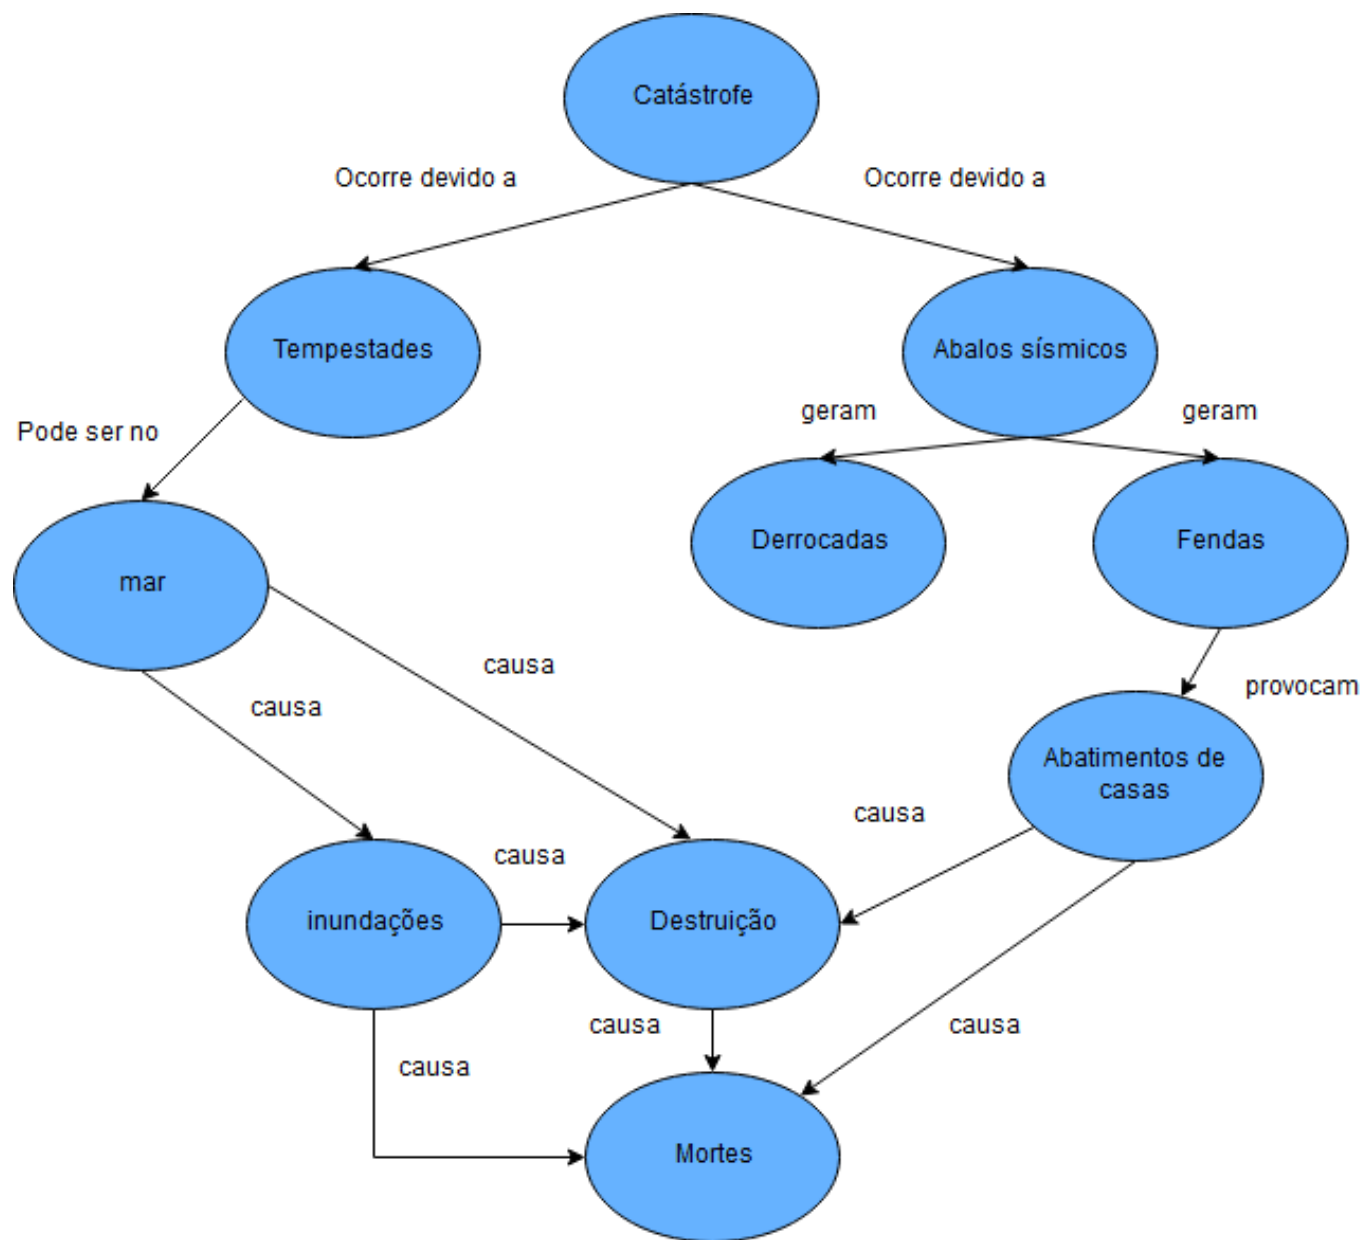 Catástrofe
Ocorre devido a
Ocorre devido a
Tempestades
Abalos sísmicos
geram
geram
Pode ser no
Derrocadas
Fendas
mar
causa
provocam
causa
Abatimentos de
casas
causa
causa
inundações
Destruição
causa
causa
causa
Mortes